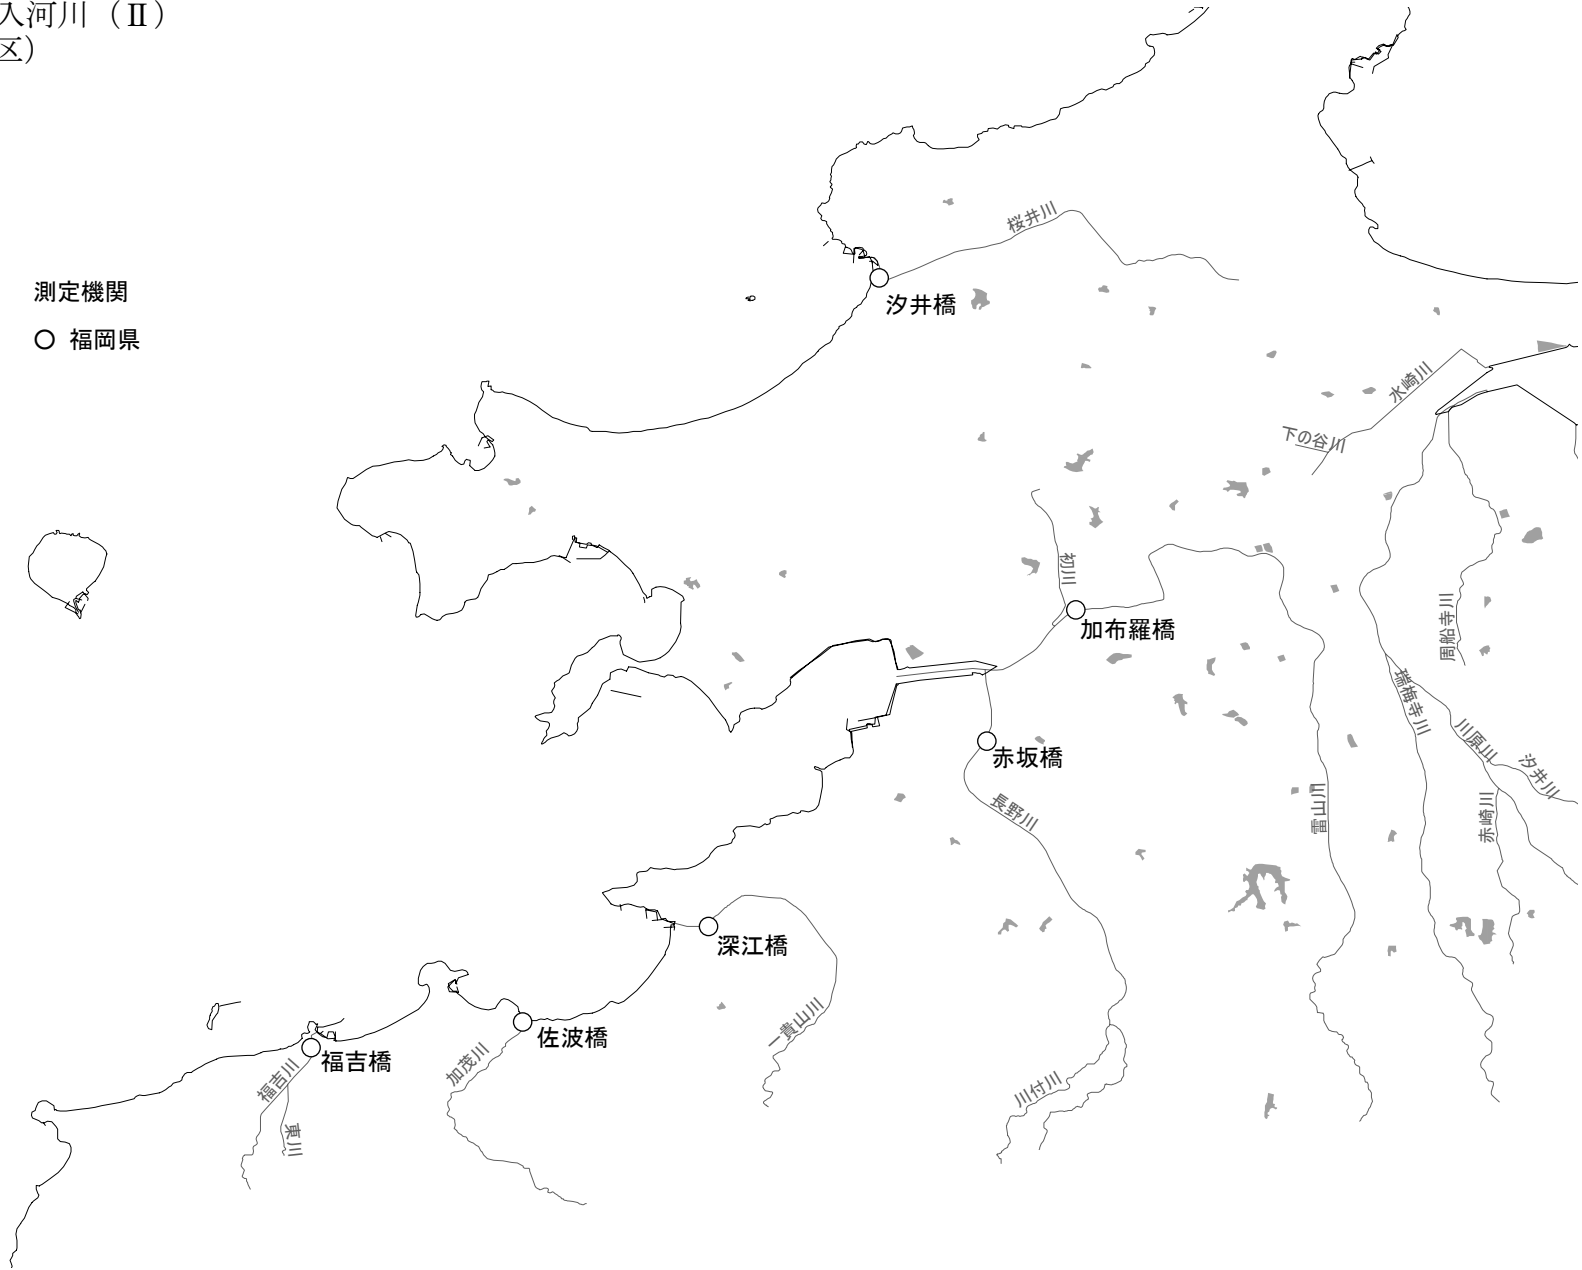 入河川（Ⅱ）
区）
測定機関
○ 福岡県
桜井川
汐井橋
水崎川
下の谷川
初川
加布羅橋
周船寺川
瑞梅寺川
川原川
汐井川
赤坂橋
長野川
雷山川
赤崎川
深江橋
一貴山川
佐波橋
加茂川
福吉橋
福吉川
東川
川付川